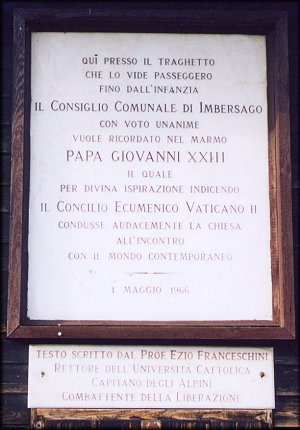 QUÌ PRESSO IL TRAGHETTO
CHE LO VIDE PASSEGGERO
FINO DALL'INFANZIA
IL CONSIGLIO COMUNALE DI IMBERSAGO
CON VOTO UNANIME
VUOLE RICORDATO NEL MARMO
PAPA GIOVANNI XXIII
IL QUALE
PER DIVINA ISPIRAZIONE INDICENDO
IL CONCILIO ECUMENICO VATICANO II
CONDUSSE AUDACEMENTE LA CHIESA
ALL'INCONTRO
CON IL MONDO CONTEMPORANEO
1 MAGGIO 1966
TESTO SCRITTO DAL PROF. EZIO FRANCESCHINI
RETTORE DELL'UNIVERSITÀ CATTOLICA
CAPITANO DEGLI ALPINI
COMBATTENTE DELLA LIBERAZIONE